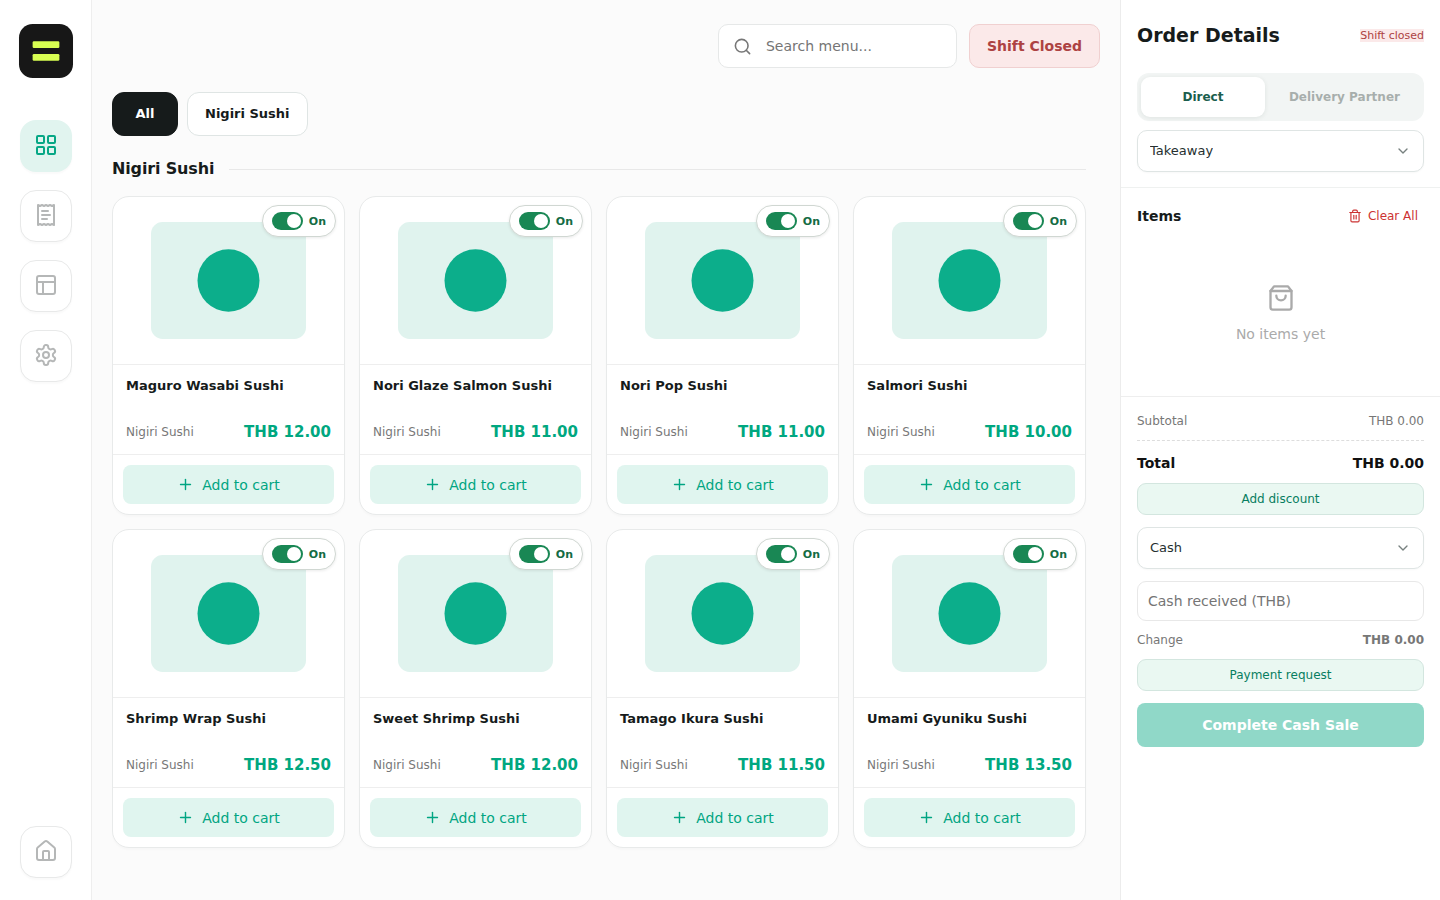 Search menu...
Shift Closed
All
Nigiri Sushi
Nigiri Sushi
On
Maguro Wasabi Sushi
Nigiri Sushi
THB 12.00
Add to cart
On
Nori Glaze Salmon Sushi
Nigiri Sushi
THB 11.00
Add to cart
On
Nori Pop Sushi
Nigiri Sushi
THB 11.00
Add to cart
On
Salmori Sushi
Nigiri Sushi
THB 10.00
Add to cart
On
Shrimp Wrap Sushi
Nigiri Sushi
THB 12.50
Add to cart
On
Sweet Shrimp Sushi
Nigiri Sushi
THB 12.00
Add to cart
On
Tamago Ikura Sushi
Nigiri Sushi
THB 11.50
Add to cart
On
Umami Gyuniku Sushi
Nigiri Sushi
THB 13.50
Add to cart
Order Details
Shift closed
Direct
Delivery Partner
Takeaway
Items
Clear All
No items yet
Subtotal
THB 0.00
Total
THB 0.00
Add discount
Cash
Cash received (THB)
Change
THB 0.00
Payment request
Complete Cash Sale